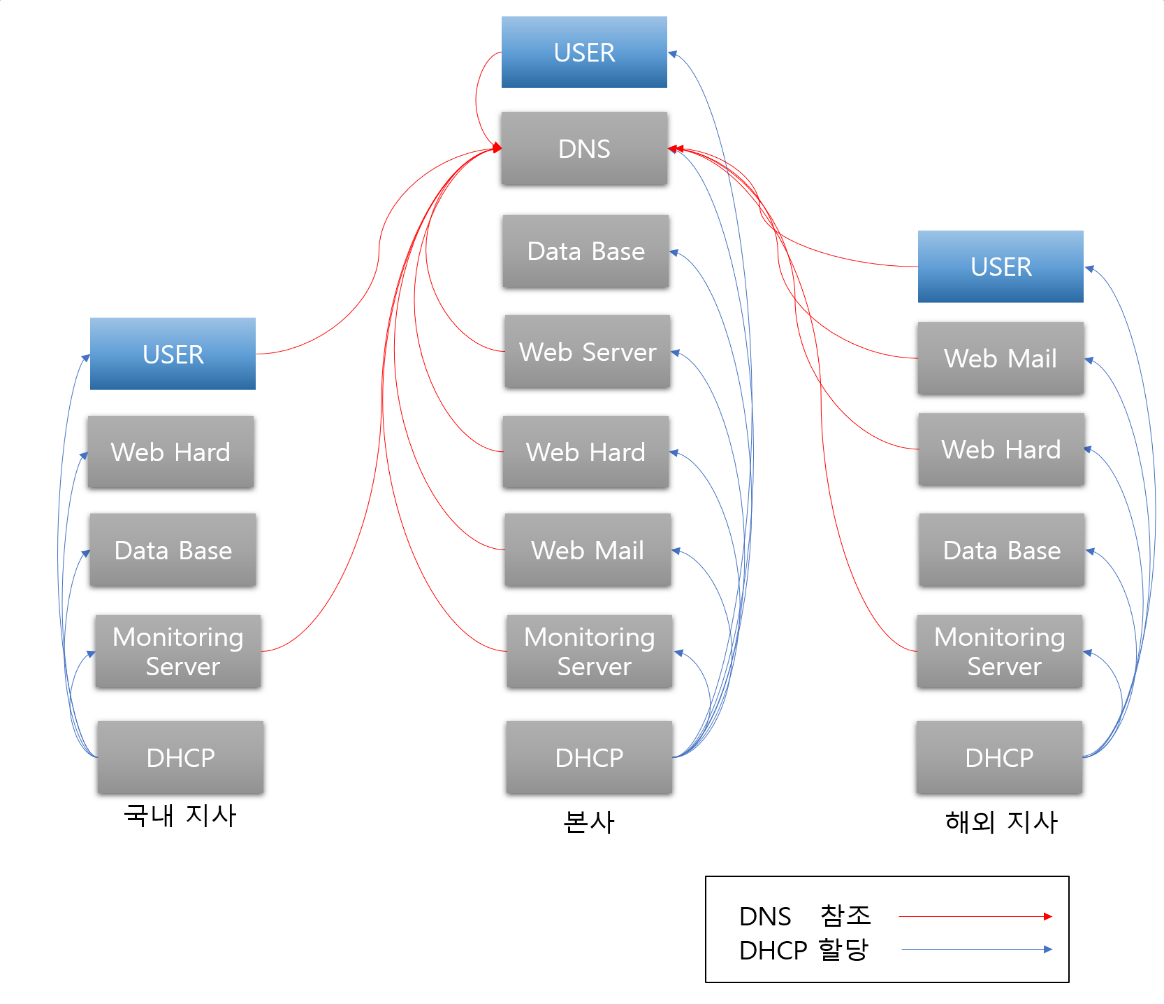 USER
DNS
Data Base
Web Server
Web Hard
Web Mail
Monitoring
Server
DHCP
본사
USER
Web Hard
Data Base
Monitoring
Server
DHCP
국내 지사
USER
Web Mail
Web Hard
Data Base
Monitoring
Server
DHCP
해외 지사
DNS 참조
DHCP 할당